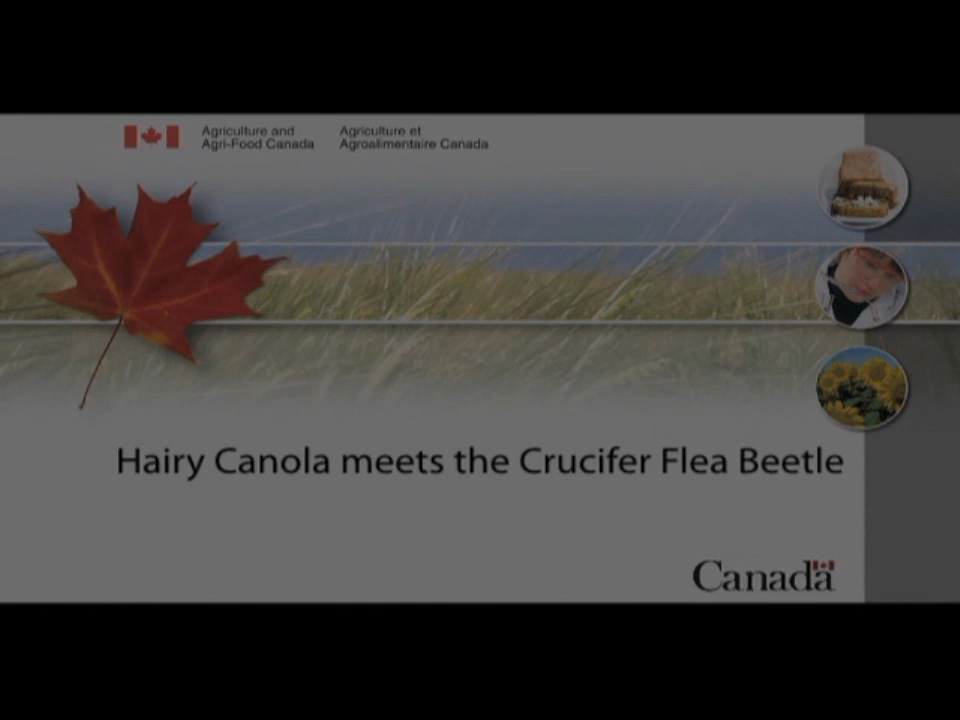 Agriculture and
Agri-Food Canada
Agriculture et
Agroalimentaire Canada
Hairy Canola meets the Crucifer Flea Beetle
Canada